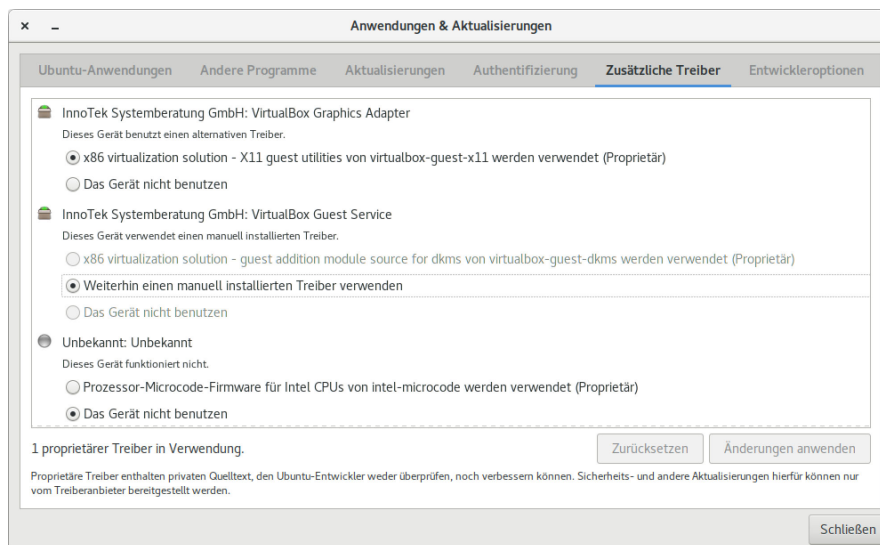 Anwendungen & Aktualisierungen
Ubuntu-Anwendungen Andere Programme Aktualisierungen Authentifizierung Zusätzliche Treiber Entwickleroptionen
InnoTek Systemberatung GmbH: VirtualBox Graphics Adapter
Dieses Gerät benutzt einen alternativen Treiber.
x86 virtualization solution - X11 guest utilities von virtualbox-guest-x11 werden verwendet (Proprietär)
Das Gerät nicht benutzen
InnoTek Systemberatung GmbH: VirtualBox Guest Service
Dieses Gerät verwendet einen manuell installierten Treiber.
x86 virtualization solution - guest addition module source for dkms von virtualbox-guest-dkms werden verwendet (Proprietär)
Weiterhin einen manuell installierten Treiber verwenden
Das Gerät nicht benutzen
Unbekannt: Unbekannt
Dieses Gerät funktioniert nicht.
Prozessor-Microcode-Firmware für Intel CPUs von intel-microcode werden verwendet (Proprietär)
Das Gerät nicht benutzen
1 proprietärer Treiber in Verwendung.
Zurücksetzen Änderungen anwenden
Proprietäre Treiber enthalten privaten Quelltext, den Ubuntu-Entwickler weder überprüfen, noch verbessern können. Sicherheits- und andere Aktualisierungen hierfür können nur
vom Treiberanbieter bereitgestellt werden.
Schließen